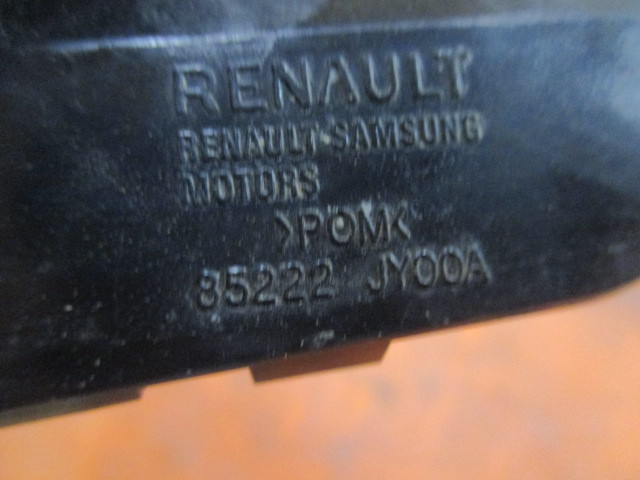 RENAULT
RENAULT-SAMSUNG
MOTORS
>POM<
85222 JY00A